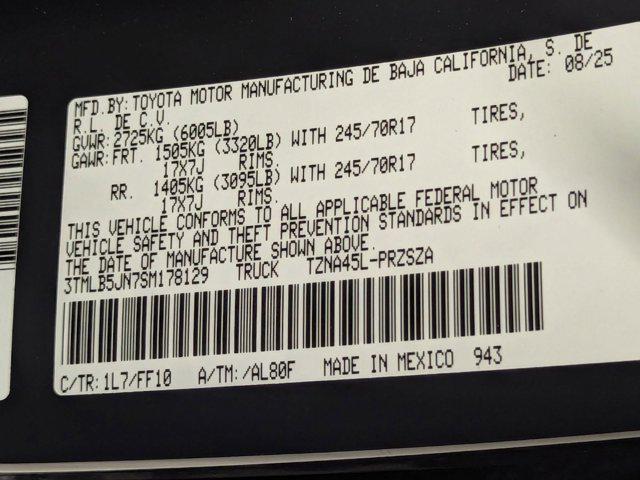 MFD.BY: TOYOTA MOTOR MANUFACTURING DE BAJA CALIFORNIA, S. DE
R.L. DE C.V. DATE: 08/25
GVWR: 2725KG (6005LB)
GAWR: FRT. 1505KG (3320LB) WITH 245/70R17 TIRES,
17X7J RIMS.
RR. 1405KG (3095LB) WITH 245/70R17 TIRES,
17X7J RIMS.
THIS VEHICLE CONFORMS TO ALL APPLICABLE FEDERAL MOTOR
VEHICLE SAFETY AND THEFT PREVENTION STANDARDS IN EFFECT ON
THE DATE OF MANUFACTURE SHOWN ABOVE.
3TMLB5JN7SM178129 TRUCK TZNA45L-PRZSZA
C/TR: 1L7/FF10 A/TM: /AL80F MADE IN MEXICO 943